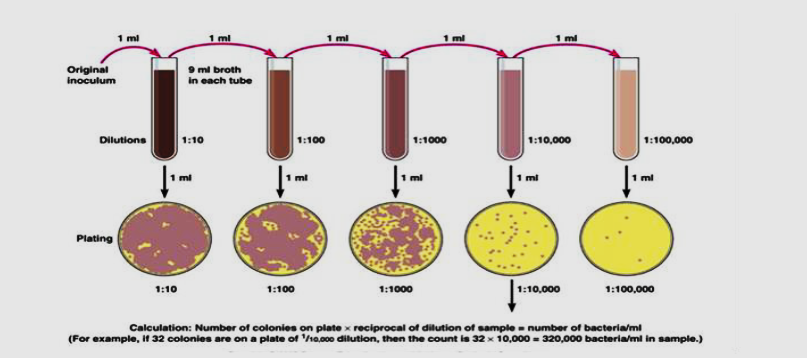 1 ml 1 ml 1 ml 1 ml 1 ml
Original
inoculum
9 ml broth
in each tube
Dilutions 1:10 1:100 1:1000 1:10,000 1:100,000
1 ml 1 ml 1 ml 1 ml 1 ml
Plating
1:10 1:100 1:1000 1:10,000 1:100,000
Calculation: Number of colonies on plate × reciprocal of dilution of sample = number of bacteria/ml
(For example, if 32 colonies are on a plate of 1/10,000 dilution, then the count is 32 × 10,000 = 320,000 bacteria/ml in sample.)